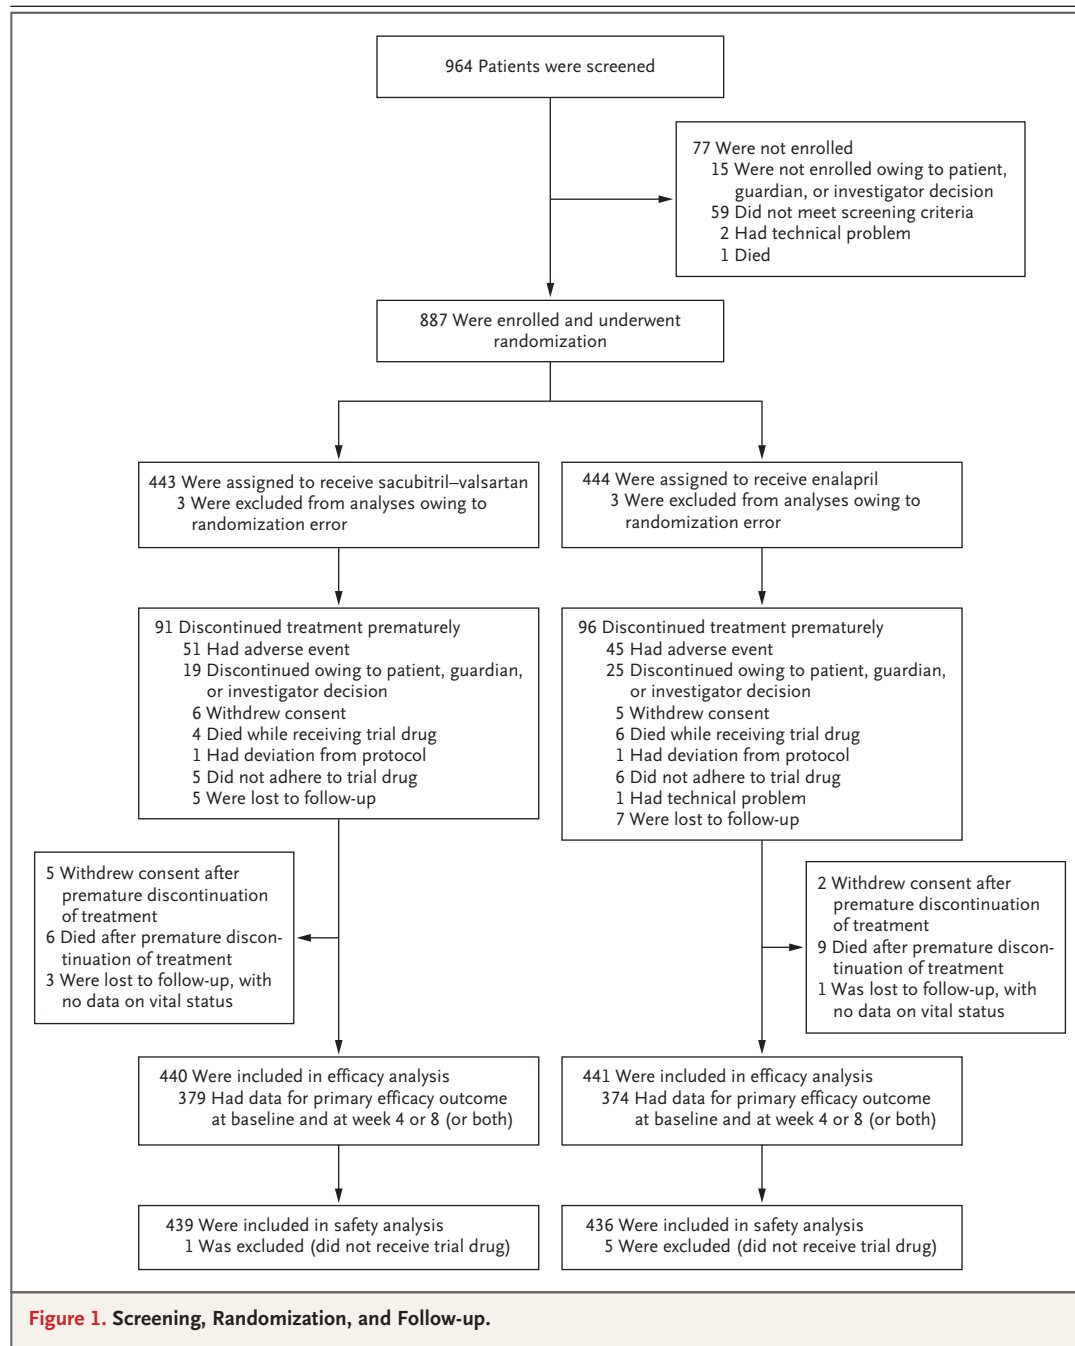 964 Patients were screened
77 Were not enrolled
15 Were not enrolled owing to patient,
guardian, or investigator decision
59 Did not meet screening criteria
2 Had technical problem
1 Died
887 Were enrolled and underwent
randomization
443 Were assigned to receive sacubitril–valsartan
3 Were excluded from analyses owing to
randomization error
444 Were assigned to receive enalapril
3 Were excluded from analyses owing to
randomization error
91 Discontinued treatment prematurely
51 Had adverse event
19 Discontinued owing to patient, guardian,
or investigator decision
6 Withdrew consent
4 Died while receiving trial drug
1 Had deviation from protocol
5 Did not adhere to trial drug
5 Were lost to follow-up
96 Discontinued treatment prematurely
45 Had adverse event
25 Discontinued owing to patient, guardian,
or investigator decision
5 Withdrew consent
6 Died while receiving trial drug
1 Had deviation from protocol
6 Did not adhere to trial drug
1 Had technical problem
7 Were lost to follow-up
5 Withdrew consent after
premature discontinuation
of treatment
6 Died after premature discon-
tinuation of treatment
3 Were lost to follow-up, with
no data on vital status
2 Withdrew consent after
premature discontinuation
of treatment
9 Died after premature discon-
tinuation of treatment
1 Was lost to follow-up, with
no data on vital status
440 Were included in efficacy analysis
379 Had data for primary efficacy outcome
at baseline and at week 4 or 8 (or both)
441 Were included in efficacy analysis
374 Had data for primary efficacy outcome
at baseline and at week 4 or 8 (or both)
439 Were included in safety analysis
1 Was excluded (did not receive trial drug)
436 Were included in safety analysis
5 Were excluded (did not receive trial drug)
Figure 1. Screening, Randomization, and Follow-up.